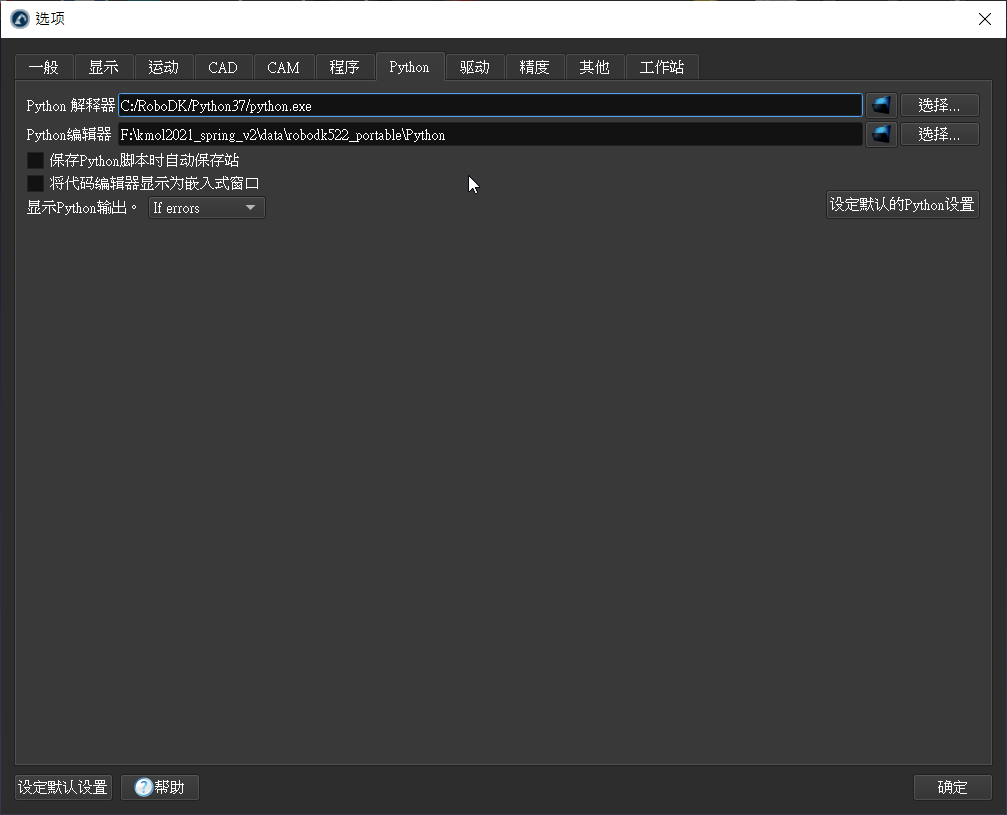 选项
一般 显示 运动 CAD CAM 程序 Python 驱动 精度 其他 工作站
Python 解释器 C:/RoboDK/Python37/python.exe 选择...
Python编辑器 F:\kmol2021_spring_v2\data\robodk522_portable\Python 选择...
保存Python脚本时自动保存站
将代码编辑器显示为嵌入式窗口
显示Python输出。 If errors 设定默认的Python设置
设定默认设置 ?帮助 确定